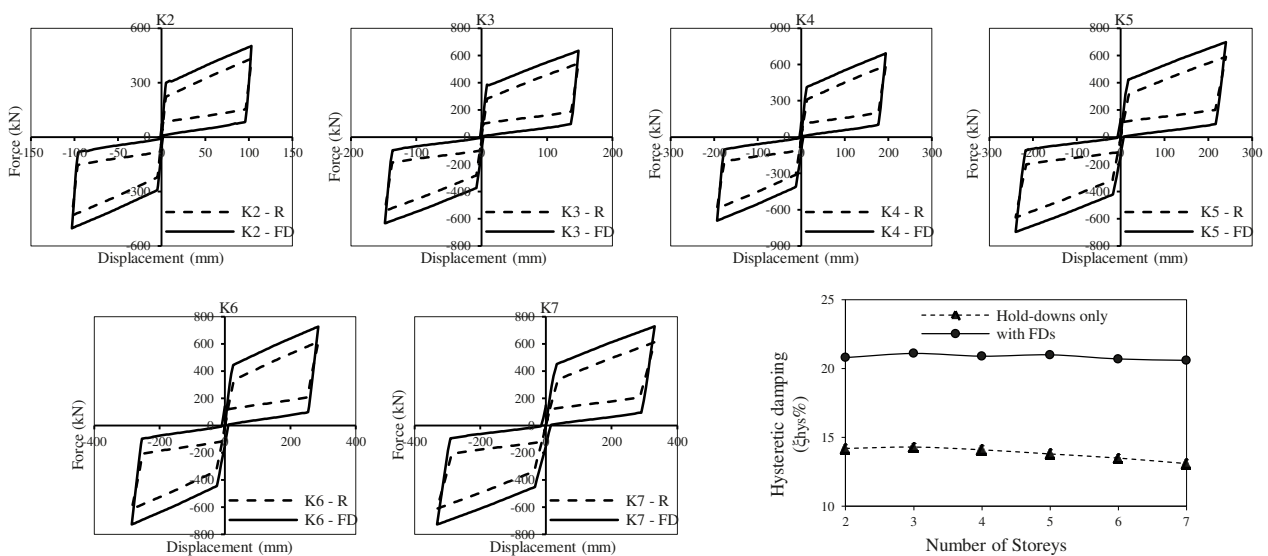 K2
600
300
0
-300
-600
-150
-100
-50
0
50
100
150
Force (kN)
Displacement (mm)
K2 - R
K2 - FD
K3
800
600
400
200
0
-200
-400
-600
-800
-200
-100
0
100
200
Force (kN)
Displacement (mm)
K3 - R
K3 - FD
K4
900
600
300
0
-300
-600
-900
-300
-200
-100
0
100
200
300
Force (kN)
Displacement (mm)
K4 - R
K4 - FD
K5
800
600
400
200
0
-200
-400
-600
-800
-300
-200
-100
0
100
200
300
Force (kN)
Displacement (mm)
K5 - R
K5 - FD
K6
800
600
400
200
0
-200
-400
-600
-800
-400
-200
0
200
400
Force (kN)
Displacement (mm)
K6 - R
K6 - FD
K7
800
600
400
200
0
-200
-400
-600
-800
-400
-200
0
200
400
Force (kN)
Displacement (mm)
K7 - R
K7 - FD
25
20
15
10
2
3
4
5
6
7
Hold-downs only
with FDs
Hysteretic damping
(ξhys%)
Number of Storeys